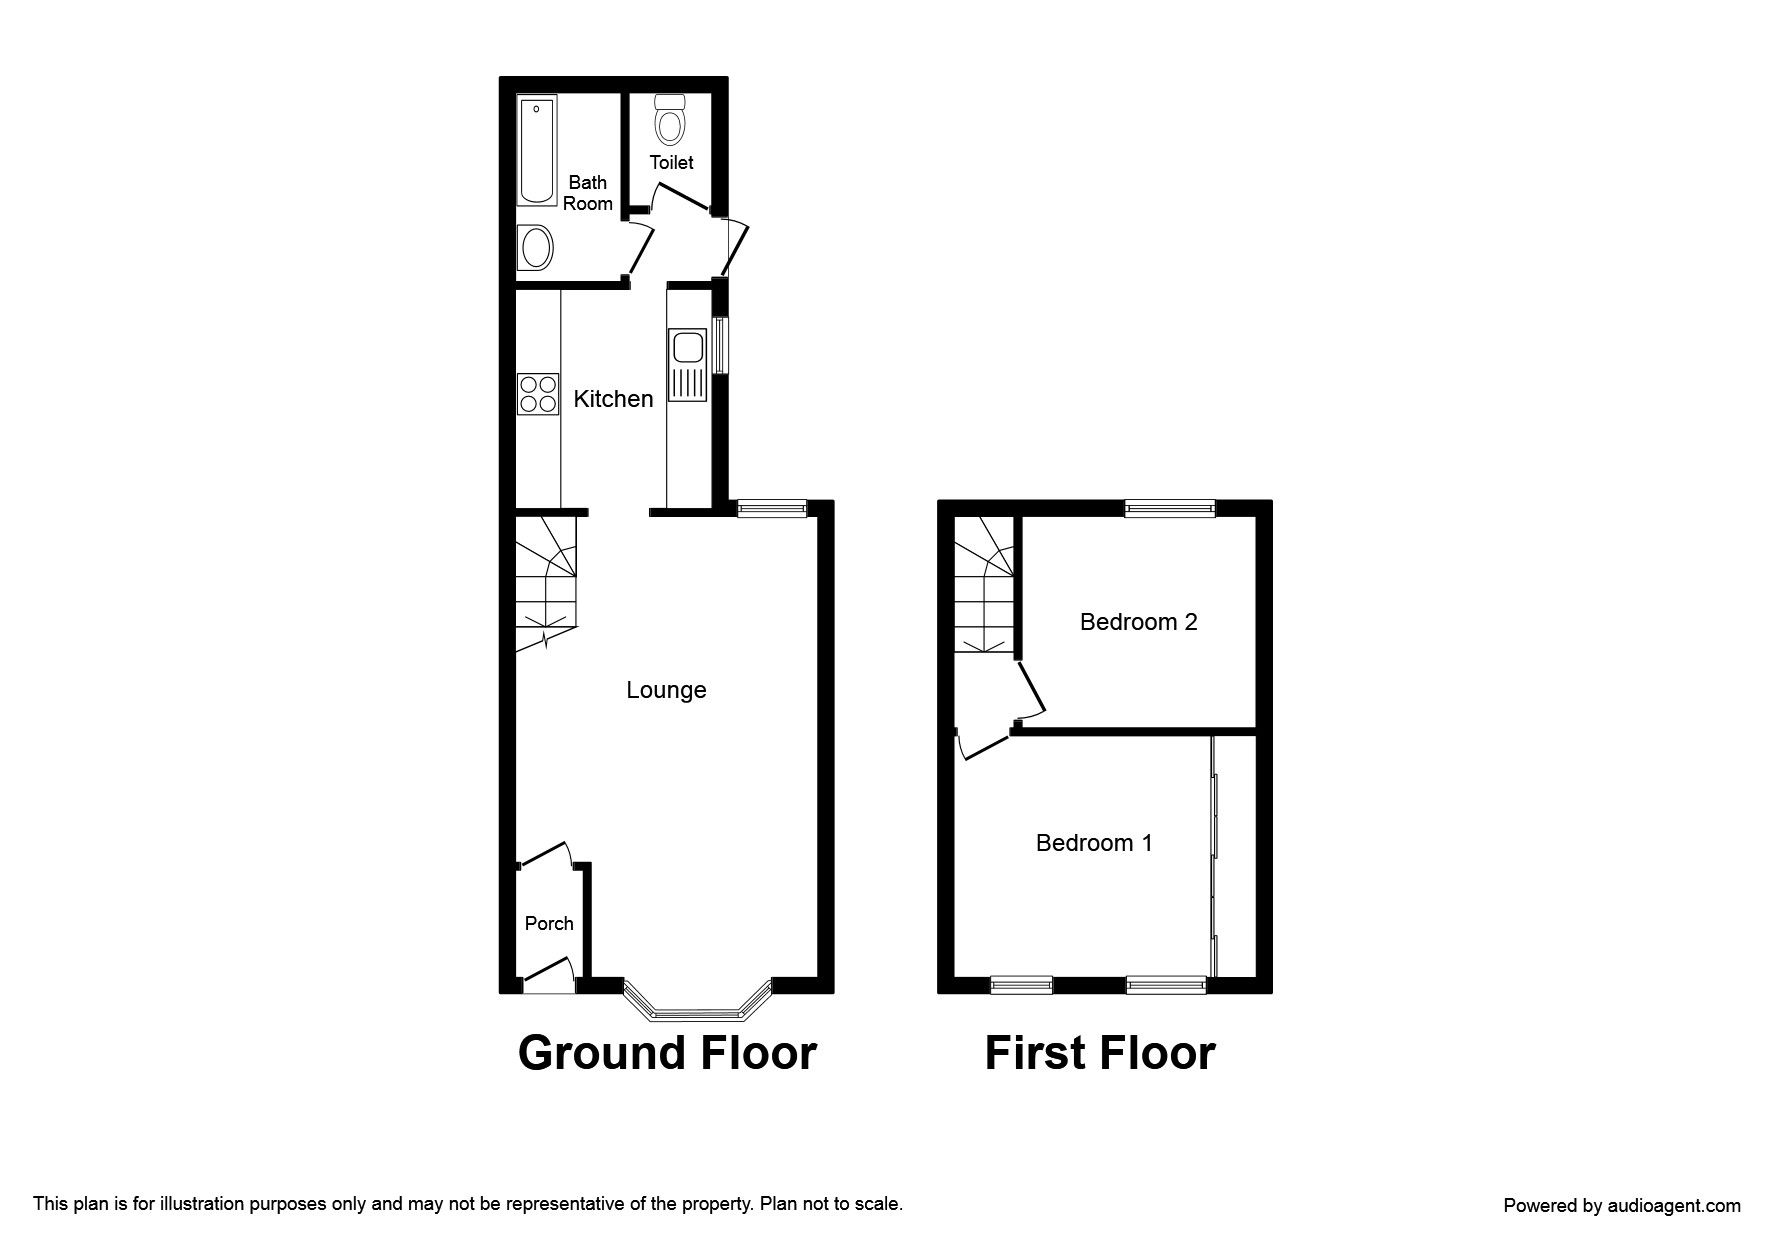 Toilet
Bath
Room
Kitchen
Lounge
Porch
Ground Floor
Bedroom 2
Bedroom 1
First Floor
This plan is for illustration purposes only and may not be representative of the property. Plan not to scale.
Powered by audioagent.com